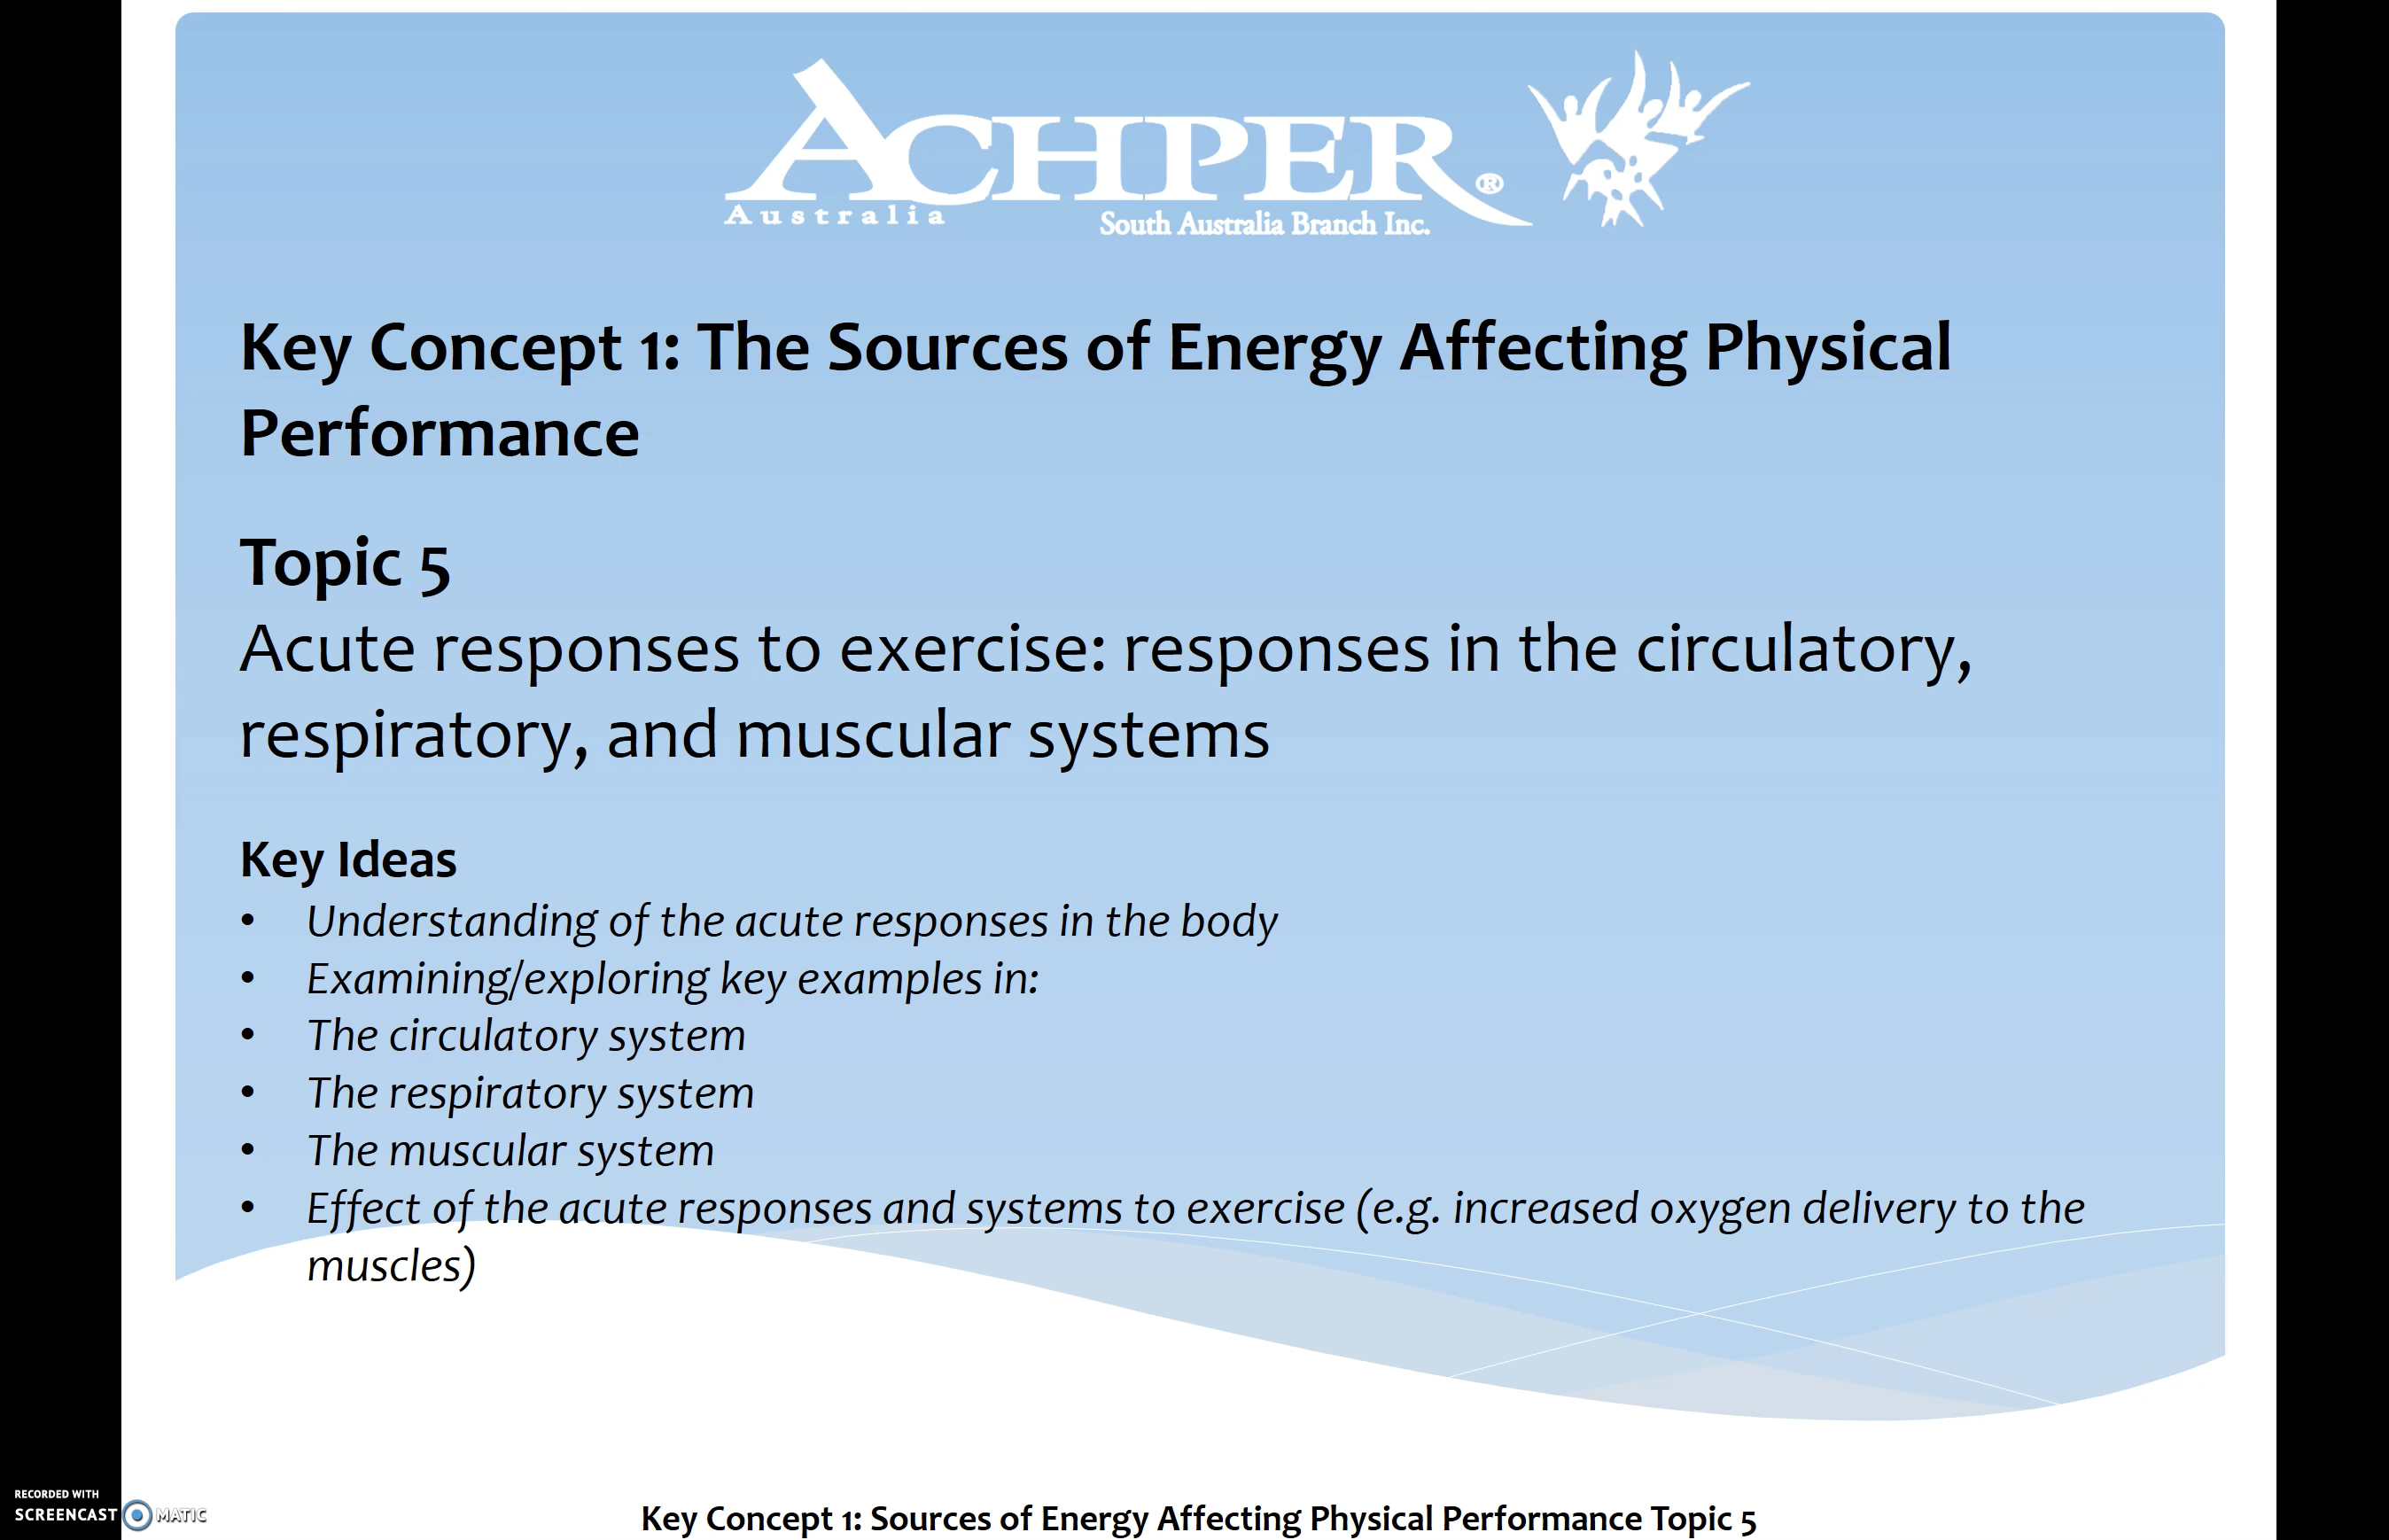 ACHPER®
Australia
South Australia Branch Inc.
Key Concept 1: The Sources of Energy Affecting Physical
Performance
Topic 5
Acute responses to exercise: responses in the circulatory,
respiratory, and muscular systems
Key Ideas
• Understanding of the acute responses in the body
• Examining/exploring key examples in:
• The circulatory system
• The respiratory system
• The muscular system
• Effect of the acute responses and systems to exercise (e.g. increased oxygen delivery to the
muscles)
RECORDED WITH
SCREENCAST MATIC
Key Concept 1: Sources of Energy Affecting Physical Performance Topic 5